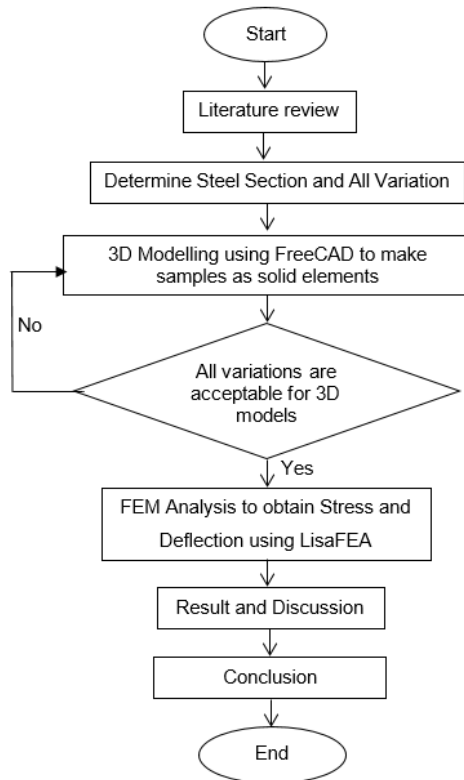 Start
Literature review
Determine Steel Section and All Variation
3D Modelling using FreeCAD to make
samples as solid elements
No
All variations are
acceptable for 3D
models
Yes
FEM Analysis to obtain Stress and
Deflection using LisaFEA
Result and Discussion
Conclusion
End